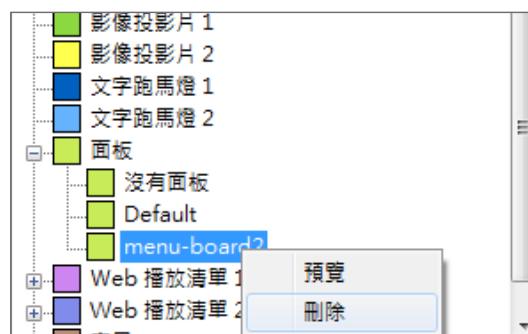 影像投影片 1
影像投影片 2
文字跑馬燈 1
文字跑馬燈 2
面板
沒有面板
Default
menu-board2
Web 播放清單 1
預覽
Web 播放清單 2
刪除